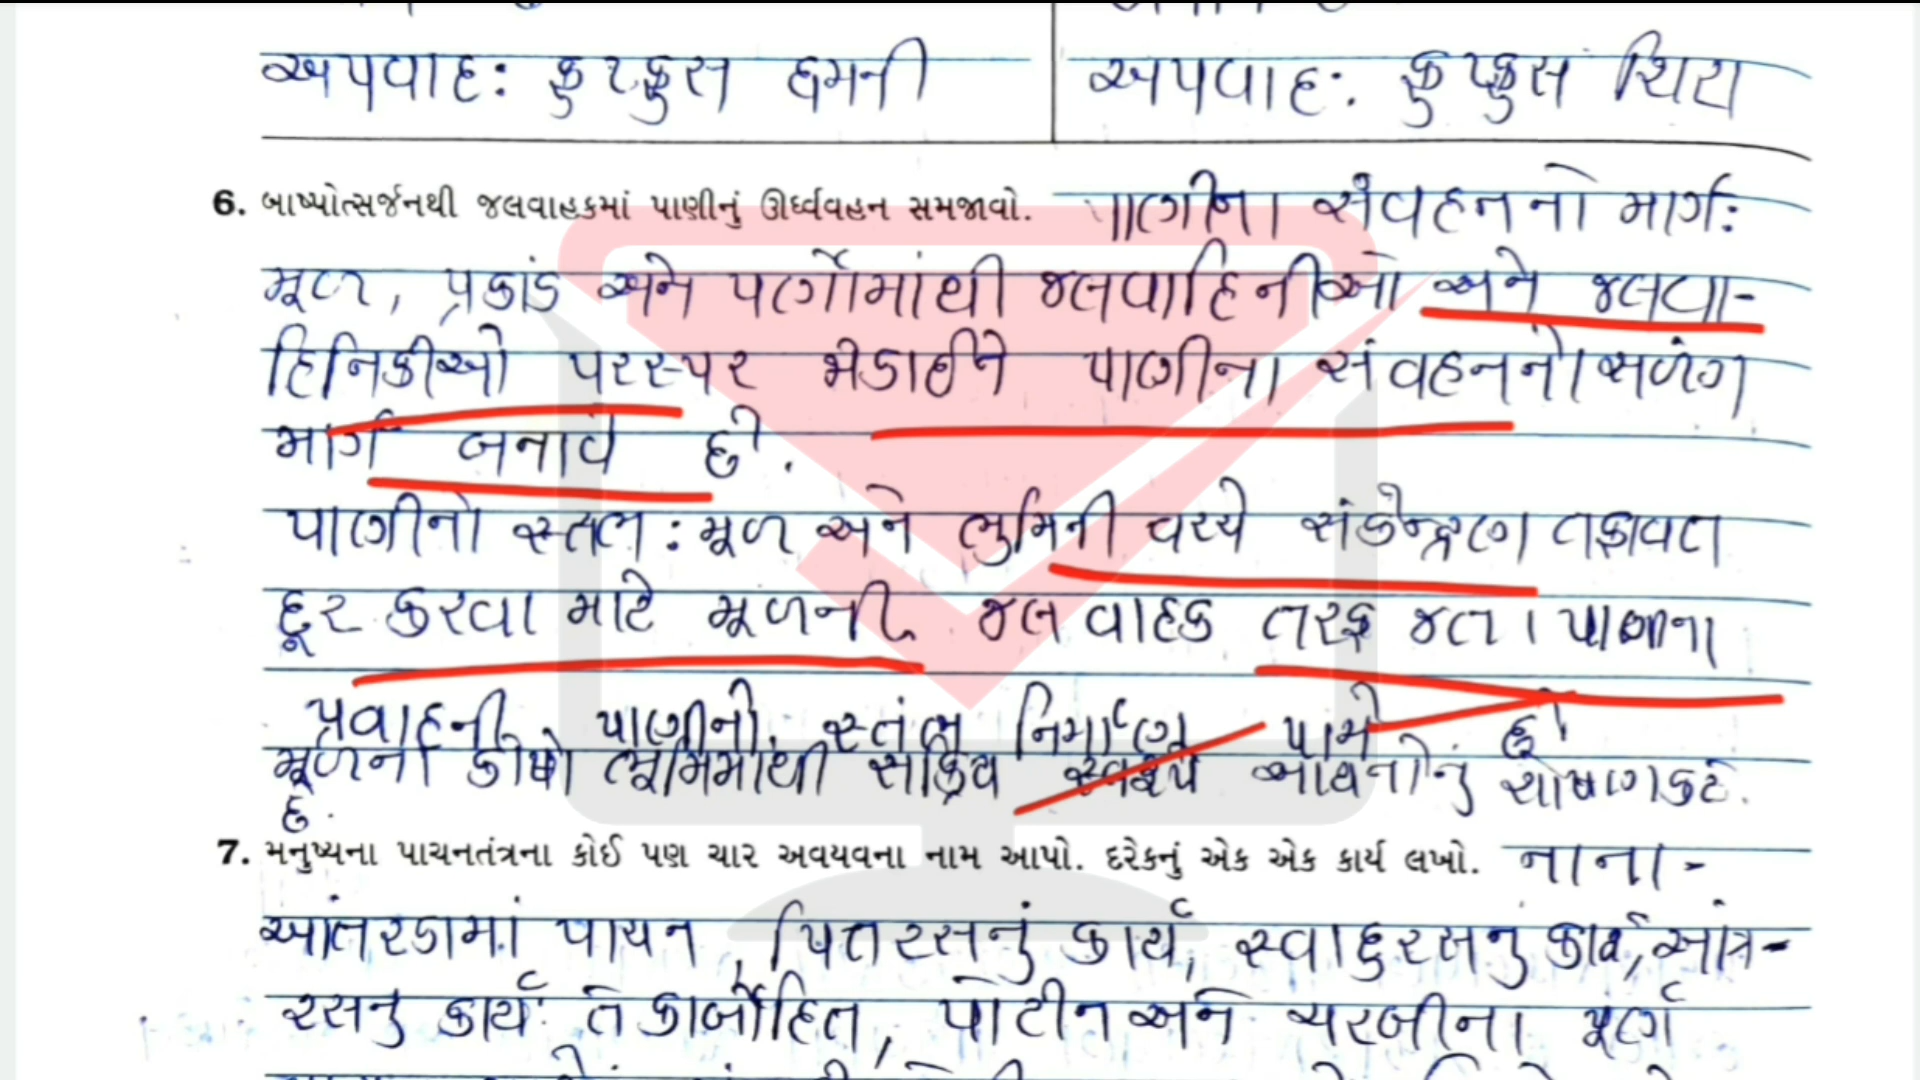 અપવાહ: ફુપ્ફુસ ધમની
અપવાહ: ફુપ્ફુસ શિરા
6. બાષ્પોત્સર્જનથી જલવાહકમાં પાણીનું ઊર્ધ્વવહન સમજાવો. પાણીના સંવહનનો માર્ગ:
મૂળ, પ્રકાંડ અને પર્ણોમાંથી જલવાહિનીઓ અને જલવા-
હિનિકીઓ પરસ્પર જોડાઈને પાણીના સંવહનનો સળંગ
માર્ગ બનાવે છે.
પાણીનો સ્તંભ: મૂળ અને ભુમિની વચ્ચે સંકેન્દ્રણ તફાવત
દૂર કરવા માટે મૂળની જલવાહક તરફ જતા પાણીના
પ્રવાહની પાણીનો સ્તંભ નિર્માણ પામે છે
મૂળના કોષો ભૂમિમાંથી સક્રિય સ્વરૂપે આયનોનું શોષણ કરે
છે.
7. મનુષ્યના પાચનતંત્રના કોઈ પણ ચાર અવયવના નામ આપો. દરેકનું એક એક કાર્ય લખો. નાના-
આંતરડામાં પાચન, પિત્તરસનું કાર્ય, સ્વાદુરસનુ કાર્ય, આંત્ર-
રસનુ કાર્ય તે કાર્બોહિત, પોટીન અને ચરબીના પૂર્ણ